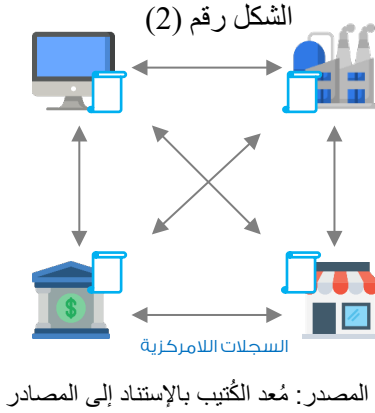 الشكل رقم (2)
$
السجلات اللامركزية
المصدر: مُعد الكُتيب بالإستناد إلى المصادر